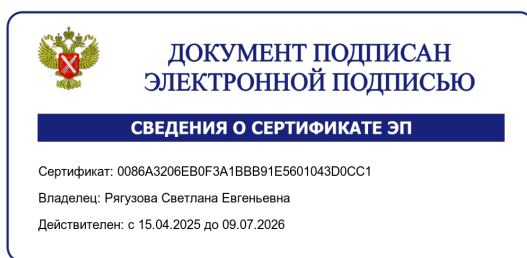 ДОКУМЕНТ ПОДПИСАН
ЭЛЕКТРОННОЙ ПОДПИСЬЮ
СВЕДЕНИЯ О СЕРТИФИКАТЕ ЭП
Сертификат: 0086A3206EB0F3A1BBB91E5601043D0CC1
Владелец: Рягузова Светлана Евгеньевна
Действителен: с 15.04.2025 до 09.07.2026